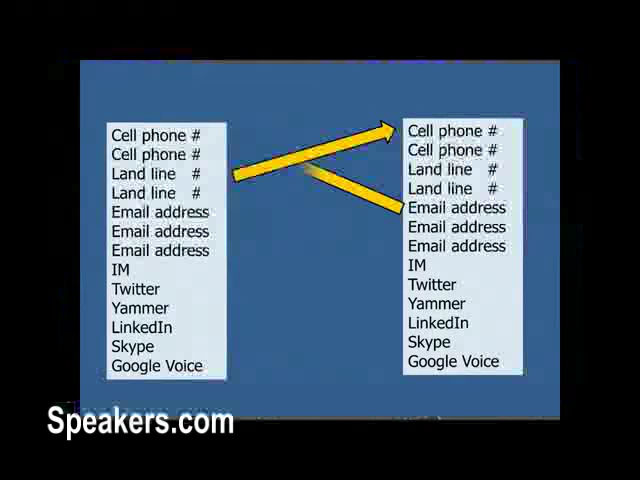 Cell phone #
Cell phone #
Land line #
Land line #
Email address
Email address
Email address
IM
Twitter
Yammer
LinkedIn
Skype
Google Voice
Cell phone #
Cell phone #
Land line #
Land line #
Email address
Email address
Email address
IM
Twitter
Yammer
LinkedIn
Skype
Google Voice
Speakers.com